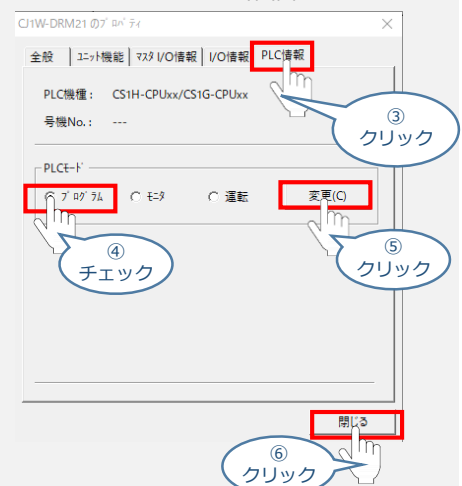 CJ1W-DRM21 のﾌﾟﾛﾊﾟﾃｨ
全般 ﾕﾆｯﾄ機能 ﾏｽﾀ I/O情報 I/O情報 PLC情報
PLC機種： CS1H-CPUxx/CS1G-CPUxx
号機No.： ---
③
クリック
PLCﾓｰﾄﾞ
ﾌﾟﾛｸﾞﾗﾑ ﾓﾆﾀ 運転 変更(C)
④
チェック
⑤
クリック
閉じる
⑥
クリック